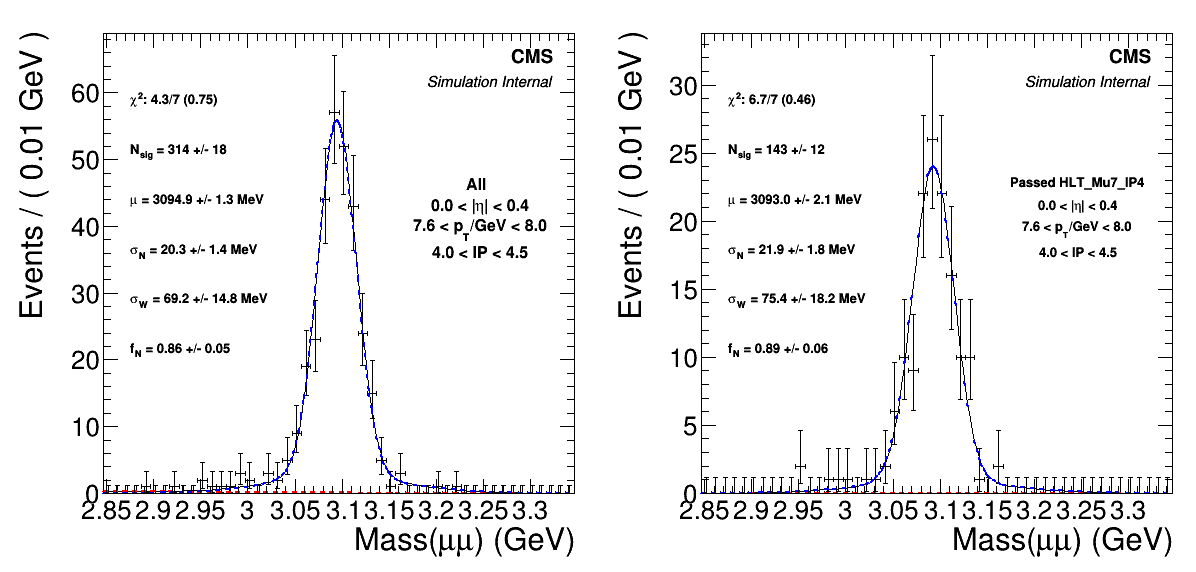 Events / ( 0.01 GeV )
60
50
40
30
20
10
0
CMS
Simulation Internal
χ²: 4.3/7 (0.75)
N_sig = 314 +/- 18
μ = 3094.9 +/- 1.3 MeV
σ_N = 20.3 +/- 1.4 MeV
σ_W = 69.2 +/- 14.8 MeV
f_N = 0.86 +/- 0.05
All
0.0 < |η| < 0.4
7.6 < p_T/GeV < 8.0
4.0 < IP < 4.5
2.85 2.9 2.95 3 3.05 3.1 3.15 3.2 3.25 3.3
Mass(μμ) (GeV)
Events / ( 0.01 GeV )
30
25
20
15
10
5
0
CMS
Simulation Internal
χ²: 6.7/7 (0.46)
N_sig = 143 +/- 12
μ = 3093.0 +/- 2.1 MeV
σ_N = 21.9 +/- 1.8 MeV
σ_W = 75.4 +/- 18.2 MeV
f_N = 0.89 +/- 0.06
Passed HLT_Mu7_IP4
0.0 < |η| < 0.4
7.6 < p_T/GeV < 8.0
4.0 < IP < 4.5
2.85 2.9 2.95 3 3.05 3.1 3.15 3.2 3.25 3.3
Mass(μμ) (GeV)